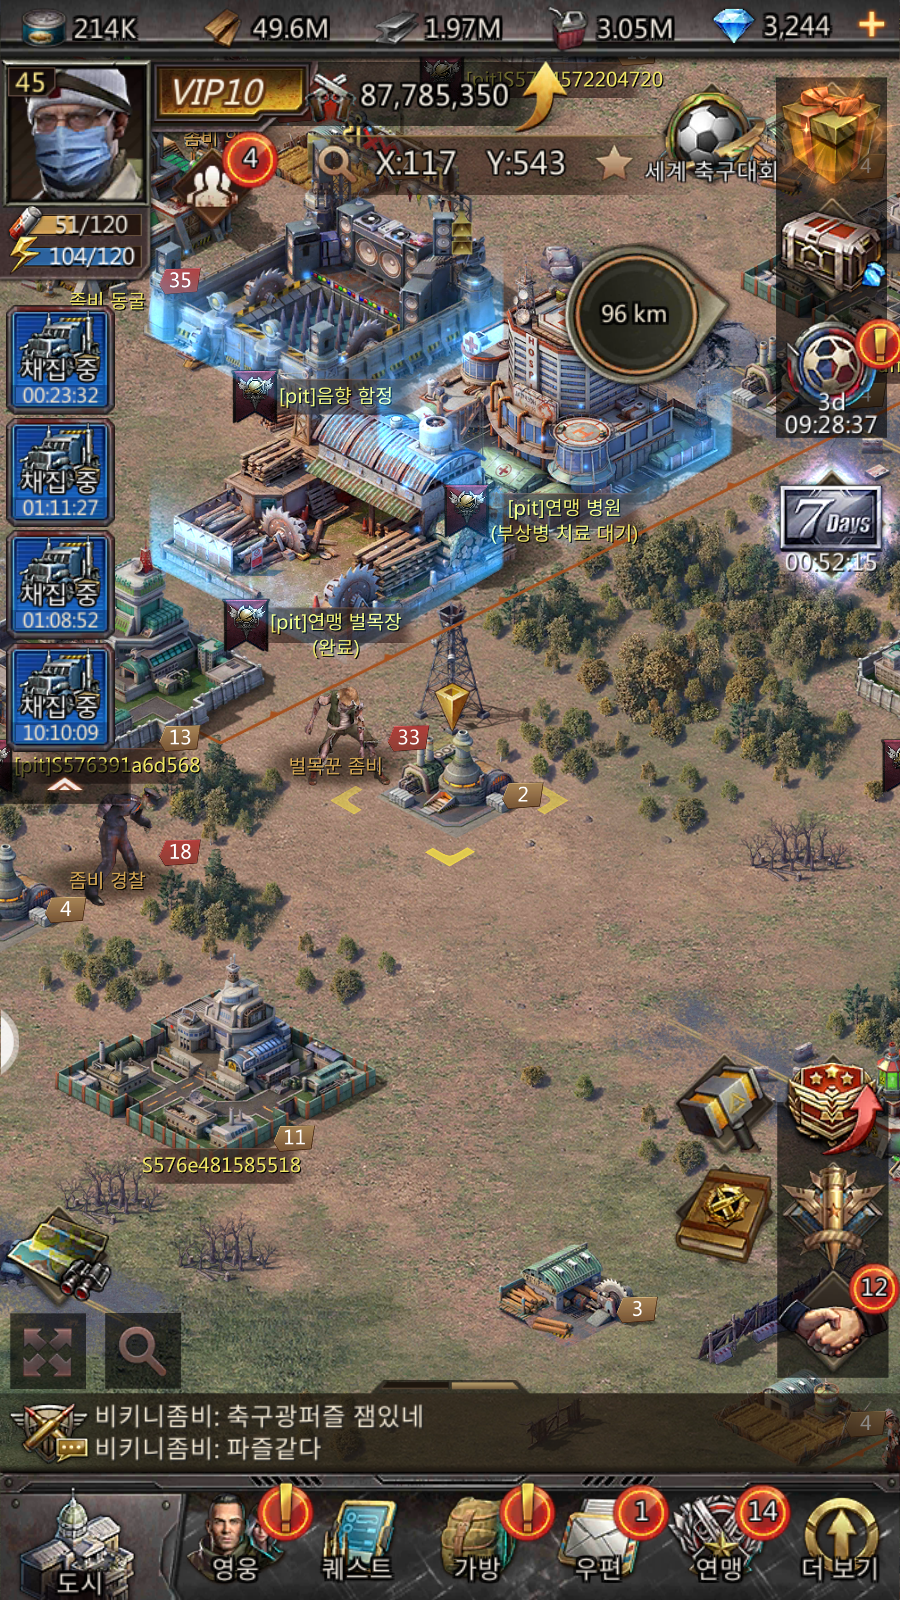 214K 49.6M 1.97M 3.05M 3,244
45 VIP10 87,785,350
X:117 Y:543
4
세계 축구대회
4
51/120
104/120
35
좀비 동굴
96 km
채집 중
00:23:32
3d
09:28:37
[pit]음향 함정
채집 중
01:11:27
HOSPITAL
[pit]연맹 병원
(부상병 치료 대기)
7 Days
00:52:15
채집 중
01:08:52
[pit]연맹 벌목장
(완료)
채집 중
10:10:09
13
33
[pit]S576391a6d568
벌목꾼 좀비
2
18
좀비 경찰
4
11
S576e481585518
12
3
비키니좀비: 축구광퍼즐 잼있네
비키니좀비: 파즐같다
4
1
14
도시 영웅 퀘스트 가방 우편 연맹 더 보기